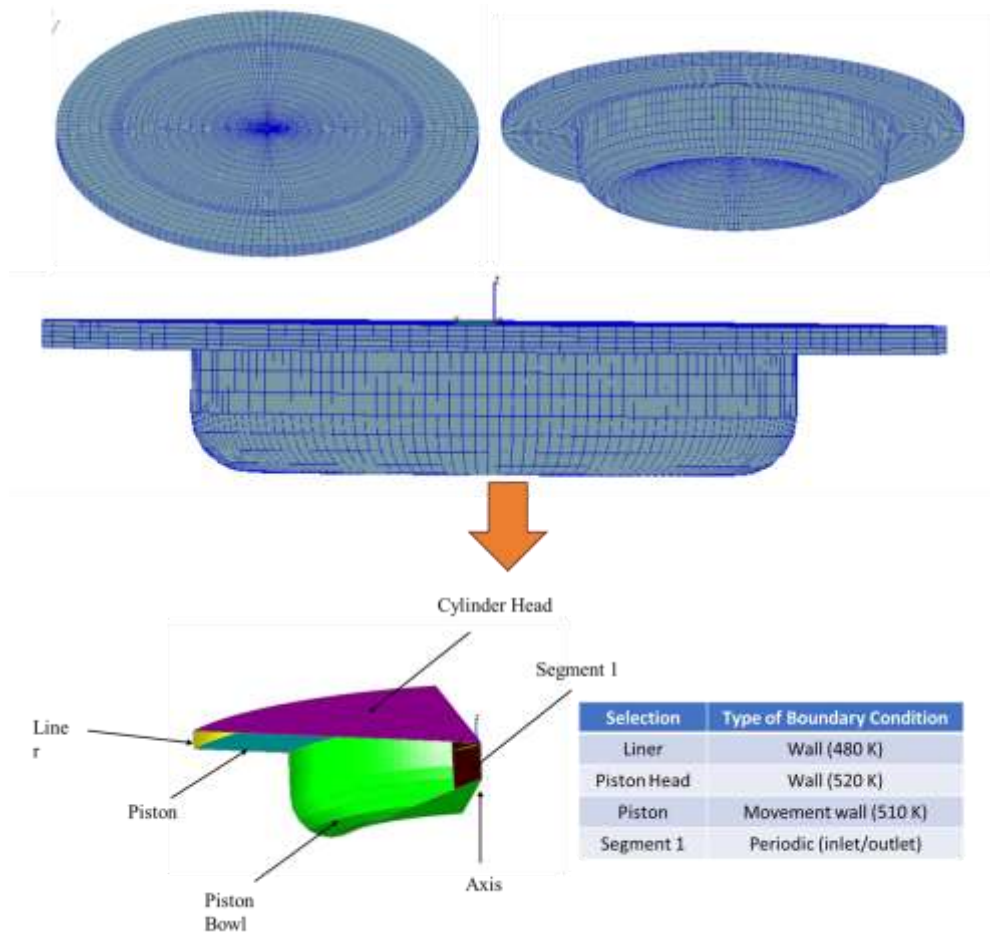 Cylinder Head
Segment 1
Line
r
Piston
Piston
Bowl
Axis
Selection Type of Boundary Condition
Liner Wall (480 K)
Piston Head Wall (520 K)
Piston Movement wall (510 K)
Segment 1 Periodic (inlet/outlet)